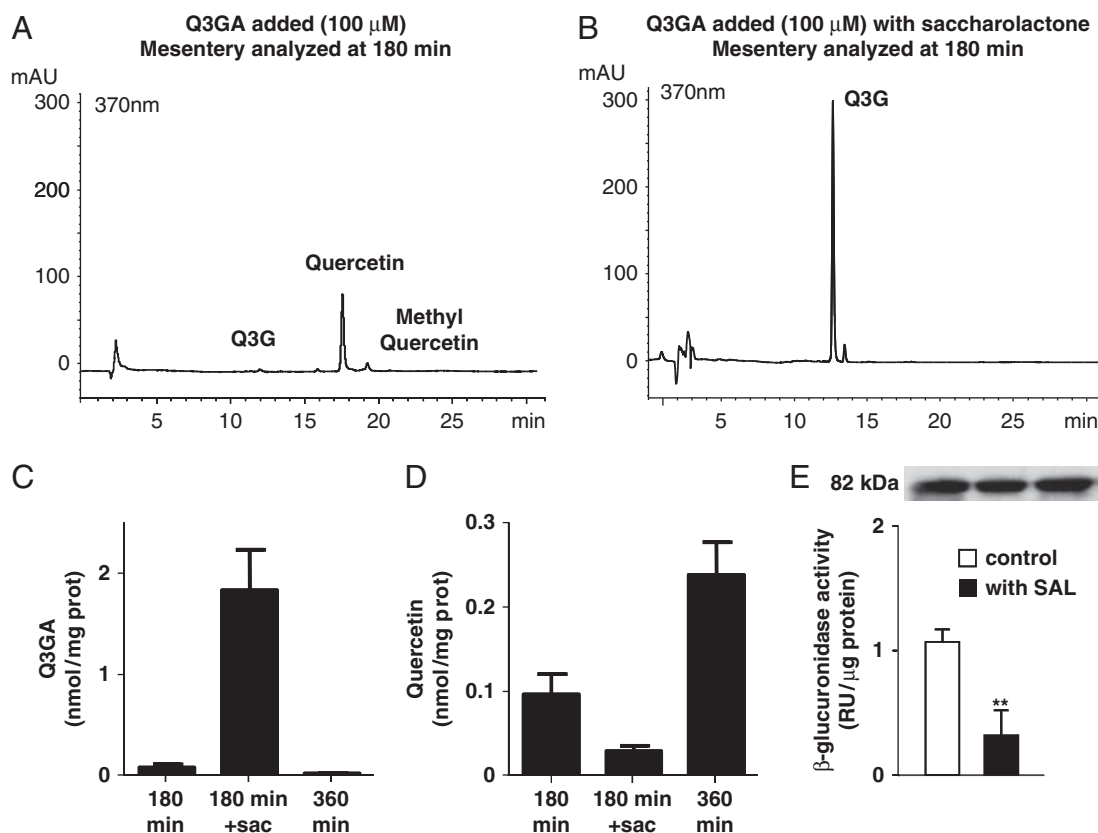 A
Q3GA added (100 μM)
Mesentery analyzed at 180 min
mAU
300
200
100
0
370nm
Q3G
Quercetin
Methyl
Quercetin
5
10
15
20
25
min
B
Q3GA added (100 μM) with saccharolactone
Mesentery analyzed at 180 min
mAU
300
200
100
0
370nm
Q3G
5
10
15
20
25
min
C
Q3GA
(nmol/mg prot)
2
1
0
180
min
180 min
+sac
360
min
D
Quercetin
(nmol/mg prot)
0.3
0.2
0.1
0
180
min
180 min
+sac
360
min
E
82 kDa
β-glucuronidase activity
(RU/μg protein)
2
1
0
control
with SAL
**